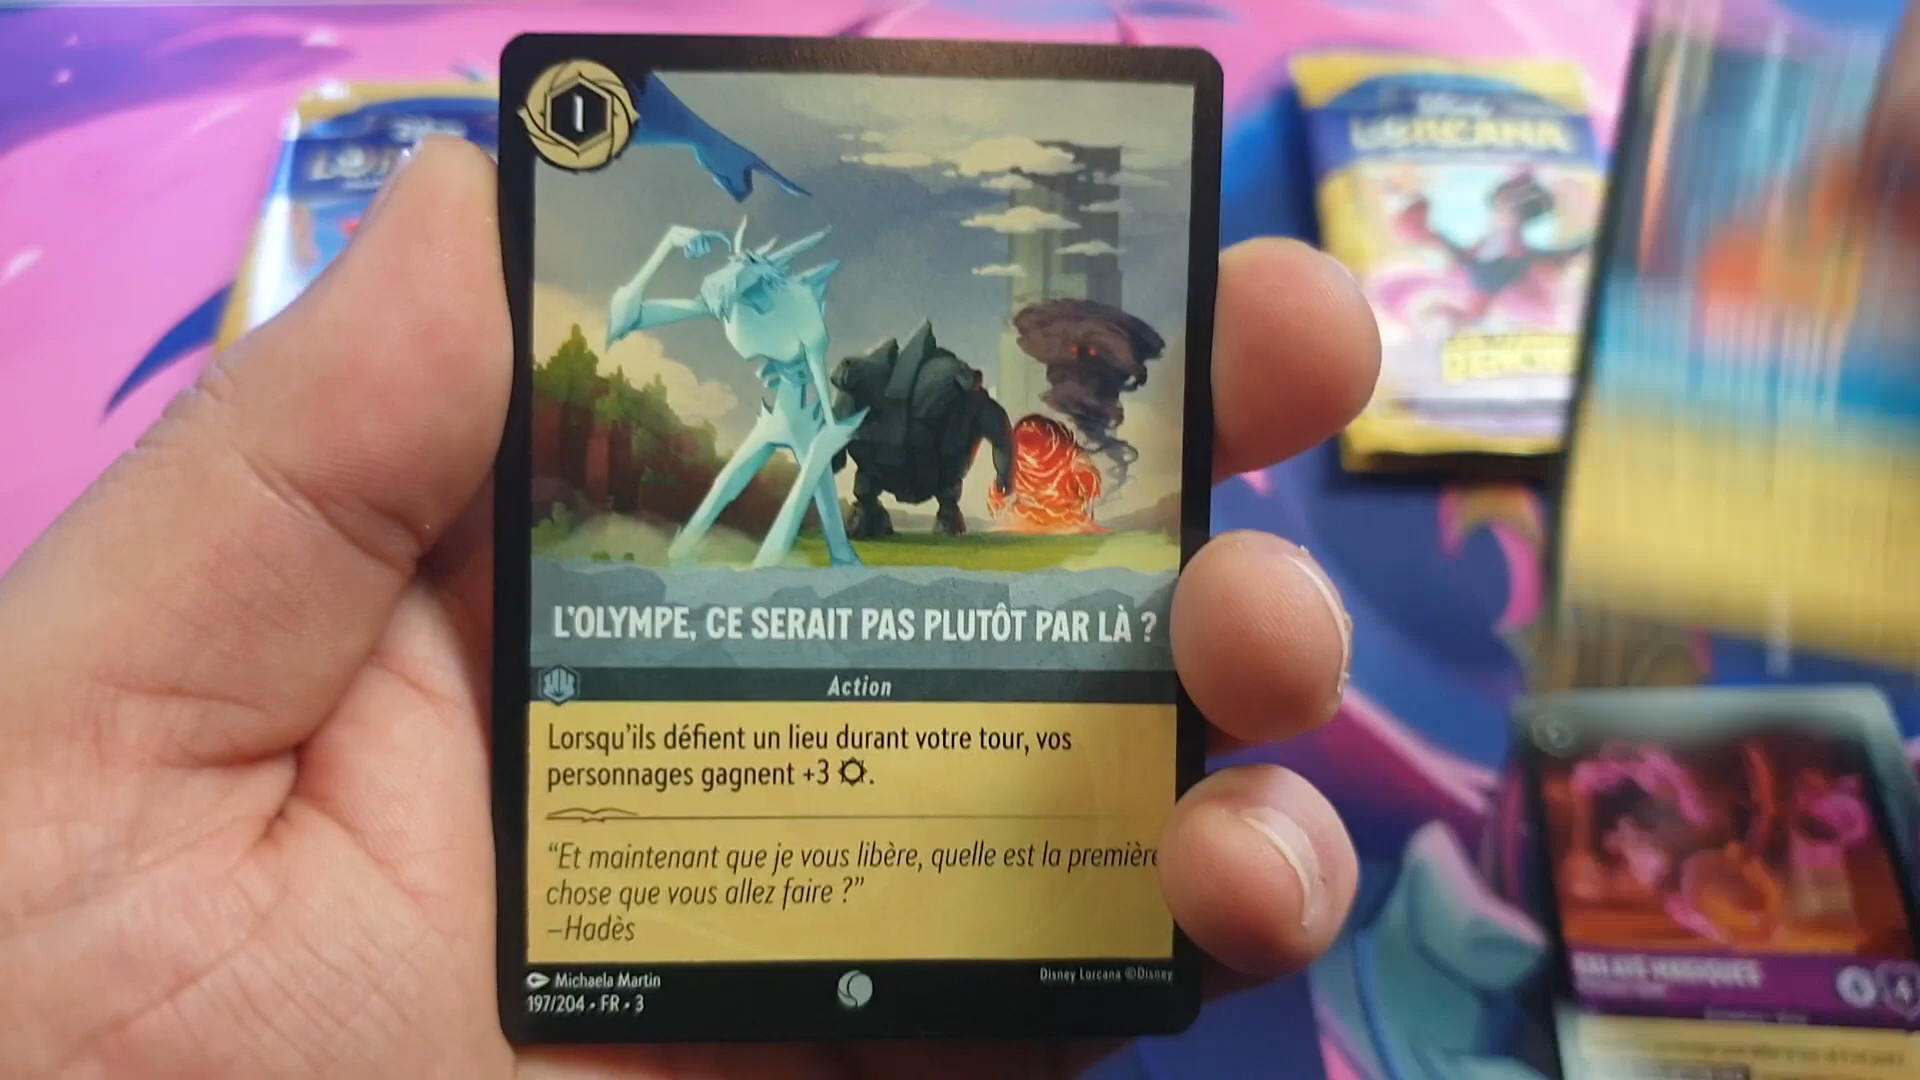 1
L'OLYMPE, CE SERAIT PAS PLUTÔT PAR LÀ ?
Action
Lorsqu'ils défient un lieu durant votre tour, vos
personnages gagnent +3 .
“Et maintenant que je vous libère, quelle est la première
chose que vous allez faire ?”
–Hadès
Michaela Martin
Disney Lorcana ©Disney
197/204 • FR • 3
LORCANA